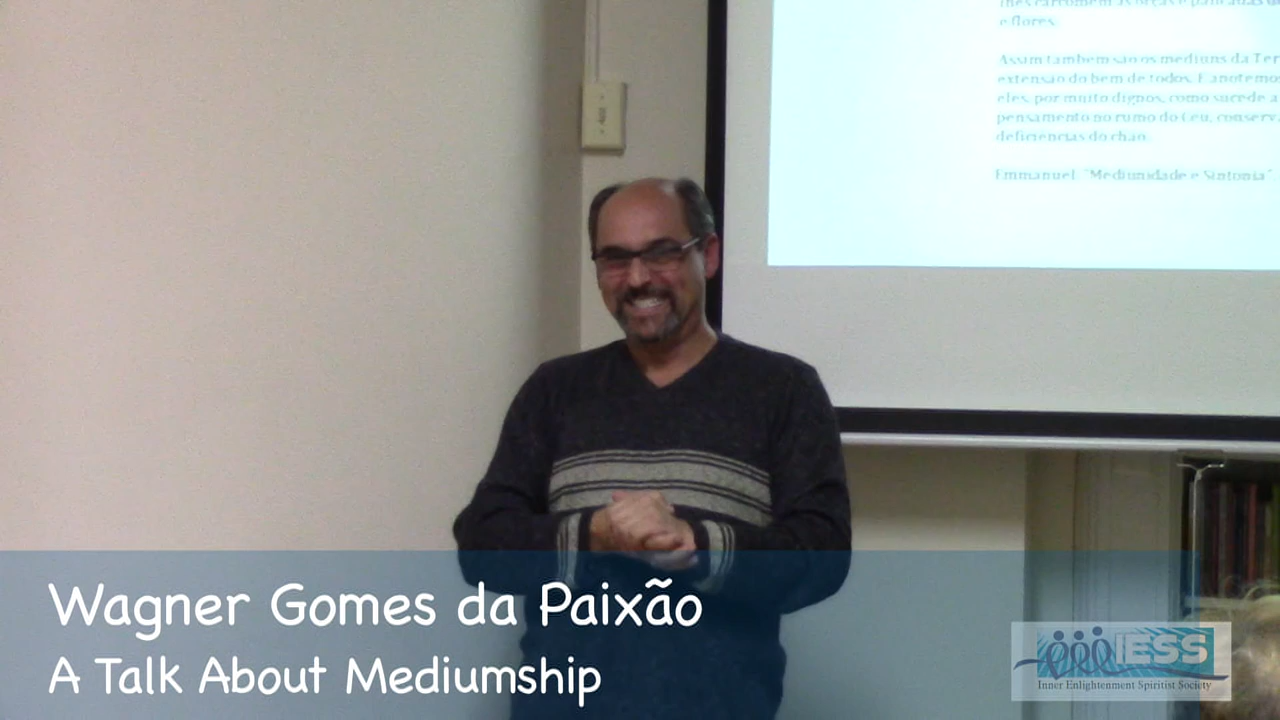 e flores.
Assim também são os médiuns da Ter
extensão do bem de todos. E anotemos
eles, por muito dignos, como sucede a
pensamento no rumo do Céu, conserv
deficiências do chão.
Emmanuel. "Mediunidade e Sintonia".
Wagner Gomes da Paixão
A Talk About Mediumship
IESS
Inner Enlightenment Spiritist Society